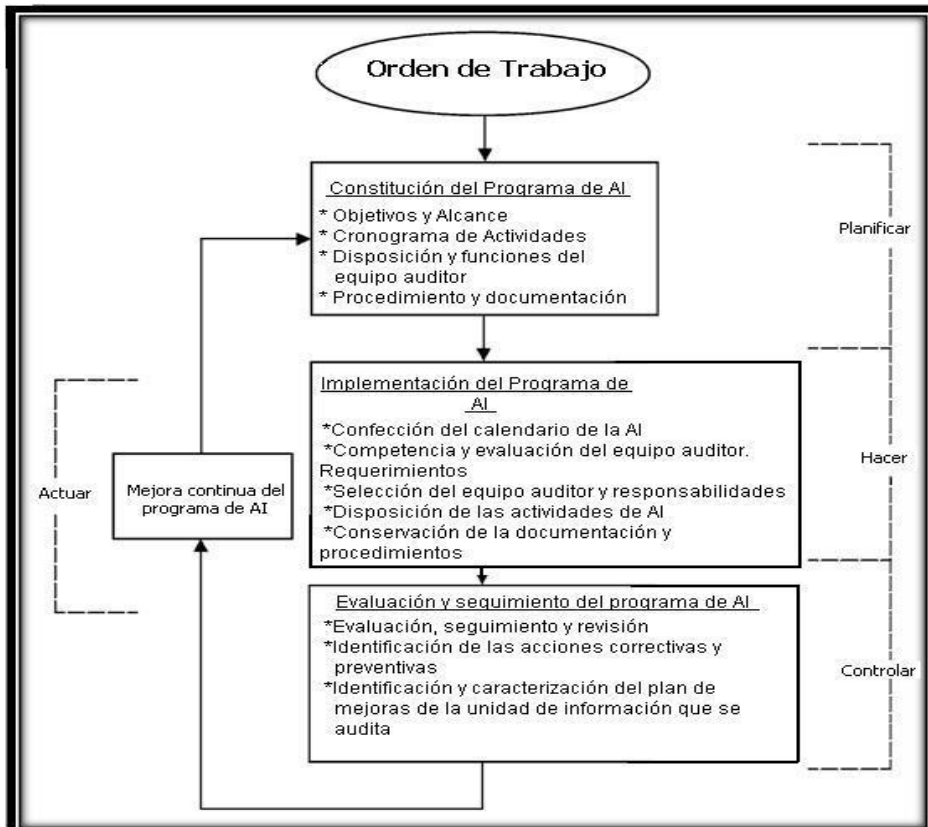 Orden de Trabajo
Constitución del Programa de AI
* Objetivos y Alcance
* Cronograma de Actividades
* Disposición y funciones del
equipo auditor
* Procedimiento y documentación
Planificar
Implementación del Programa de
AI
*Confección del calendario de la AI
*Competencia y evaluación del equipo auditor.
Requerimientos
*Selección del equipo auditor y responsabilidades
*Disposición de las actividades de AI
*Conservación de la documentación y
procedimientos
Hacer
Actuar
Mejora continua del
programa de AI
Evaluación y seguimiento del programa de AI
*Evaluación, seguimiento y revisión
*Identificación de las acciones correctivas y
preventivas
*Identificación y caracterización del plan de
mejoras de la unidad de información que se
audita
Controlar